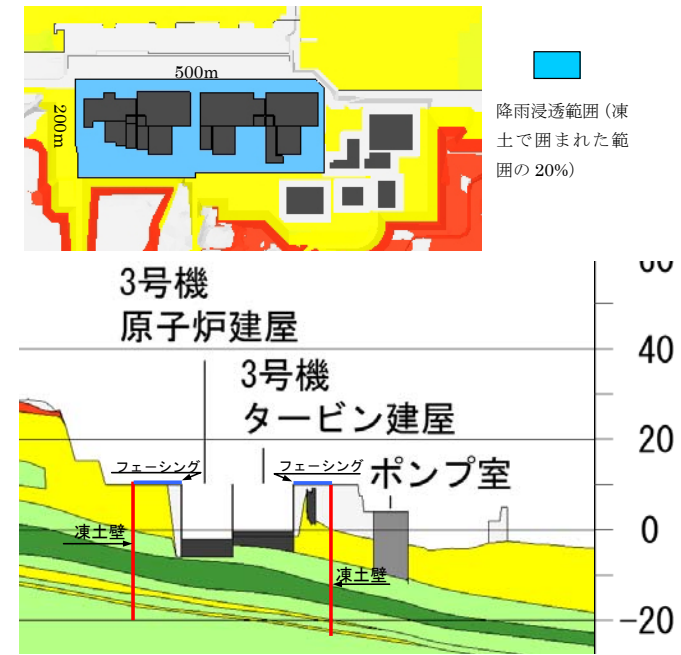 500m
200m
降雨浸透範囲（凍
土で囲まれた範
囲の 20%）
60
3号機
原子炉建屋
40
3号機
タービン建屋
20
フェーシング
フェーシング
ポンプ室
0
凍土壁
凍土壁
-20